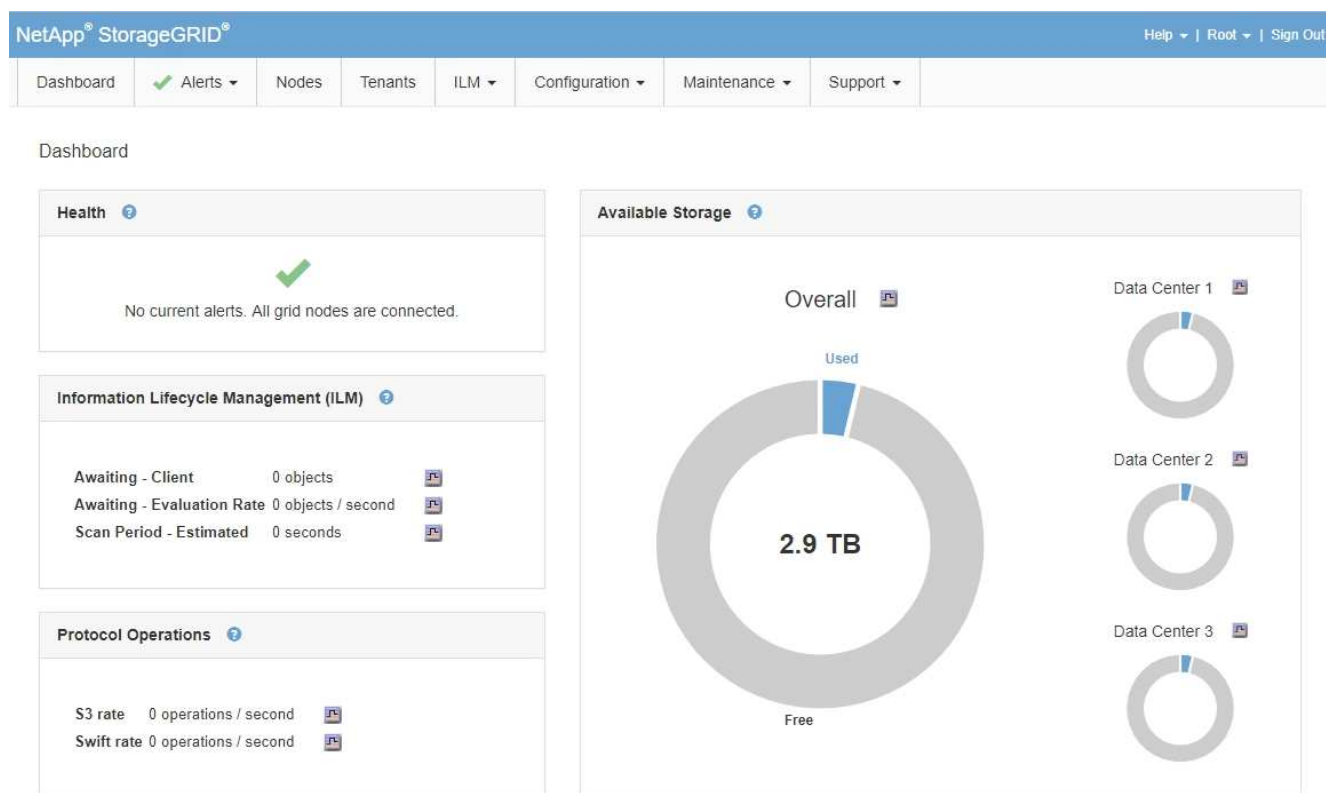 NetApp® StorageGRID®
Help | Root | Sign Out
Dashboard Alerts Nodes Tenants ILM Configuration Maintenance Support
Dashboard
Health ?
No current alerts. All grid nodes are connected.
Information Lifecycle Management (ILM) ?
Awaiting - Client 0 objects
Awaiting - Evaluation Rate 0 objects / second
Scan Period - Estimated 0 seconds
Protocol Operations ?
S3 rate 0 operations / second
Swift rate 0 operations / second
Available Storage ?
Overall
Used
2.9 TB
Free
Data Center 1
Data Center 2
Data Center 3